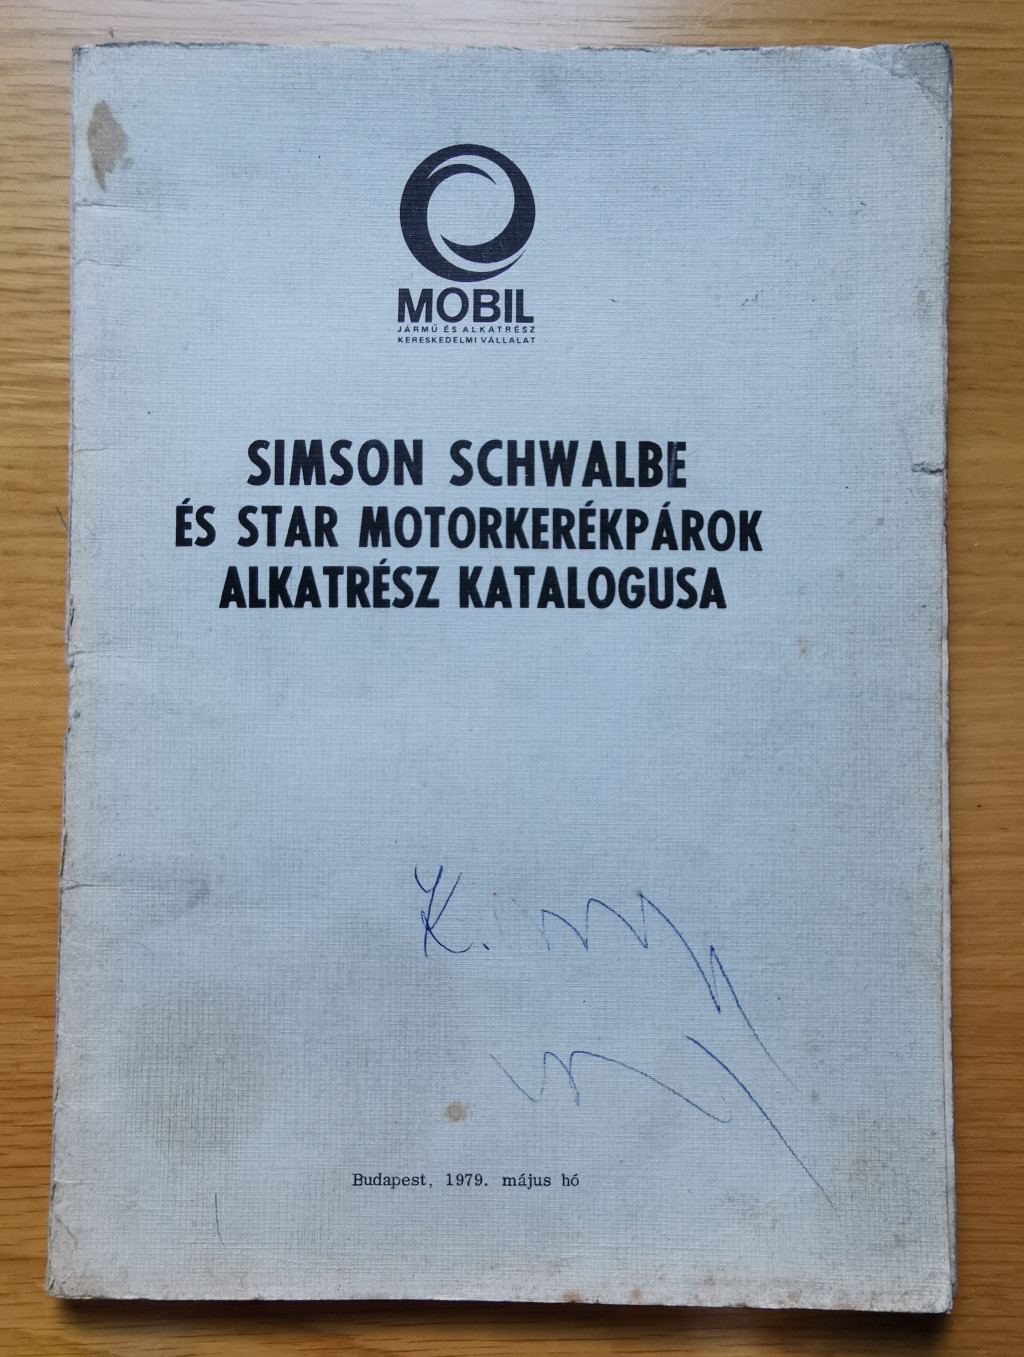 MOBIL
JÁRMŰ ÉS ALKATRÉSZ
KERESKEDELMI VÁLLALAT
SIMSON SCHWALBE
ÉS STAR MOTORKERÉKPÁROK
ALKATRÉSZ KATALOGUSA
K.
Budapest, 1979. május hó